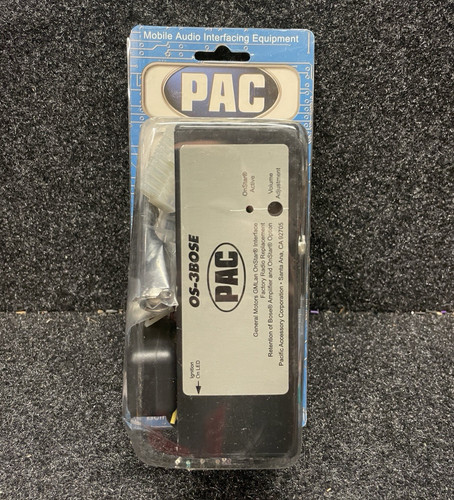 Mobile Audio Interfacing Equipment
PAC
OnStar®
Active
Volume
Adjustment
OS-3BOSE
PAC
General Motors GMLan OnStar® Interface
Factory Radio Replacement
Retention of Bose® Amplifier and OnStar® Option
Pacific Accessory Corporation • Santa Ana, CA 92705
Ignition
On LED